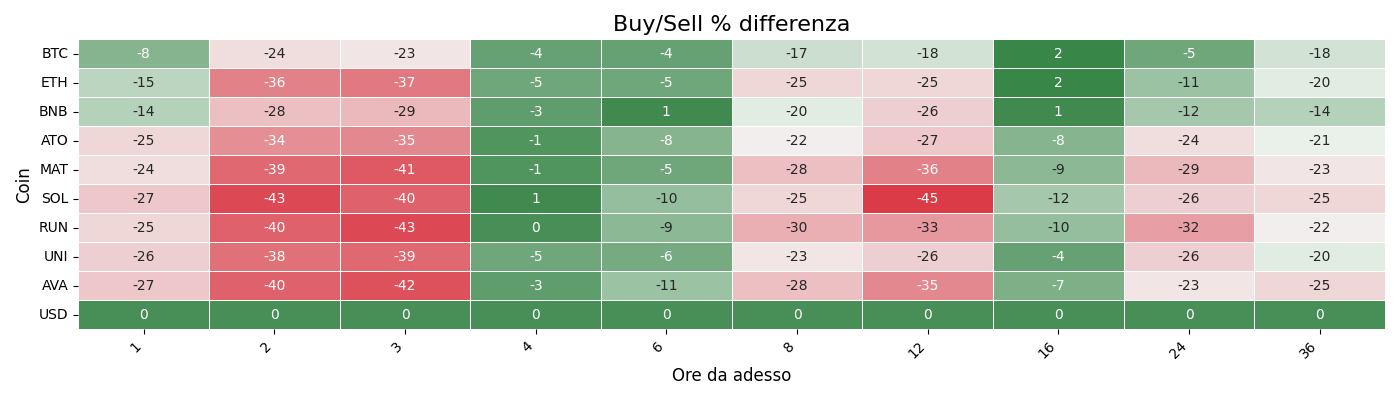 Buy/Sell % differenza
Coin
BTC -8 -24 -23 -4 -4 -17 -18 2 -5 -18
ETH -15 -36 -37 -5 -5 -25 -25 2 -11 -20
BNB -14 -28 -29 -3 1 -20 -26 1 -12 -14
ATO -25 -34 -35 -1 -8 -22 -27 -8 -24 -21
MAT -24 -39 -41 -1 -5 -28 -36 -9 -29 -23
SOL -27 -43 -40 1 -10 -25 -45 -12 -26 -25
RUN -25 -40 -43 0 -9 -30 -33 -10 -32 -22
UNI -26 -38 -39 -5 -6 -23 -26 -4 -26 -20
AVA -27 -40 -42 -3 -11 -28 -35 -7 -23 -25
USD 0 0 0 0 0 0 0 0 0 0
1 2 3 4 6 8 12 16 24 36
Ore da adesso